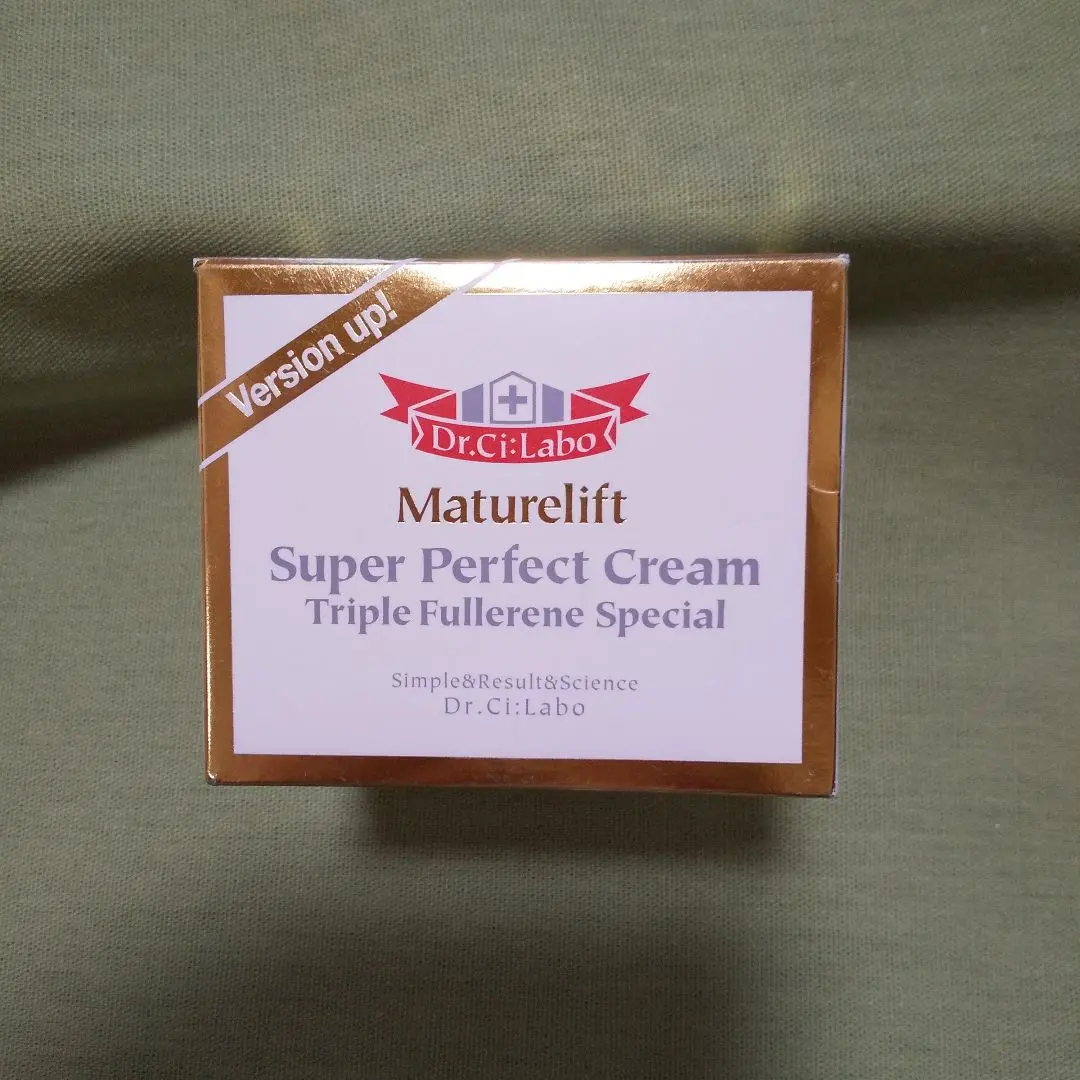 Version up!
Dr.Ci:Labo
Maturelift
Super Perfect Cream
Triple Fullerene Special
Simple&Result&Science
Dr.Ci:Labo